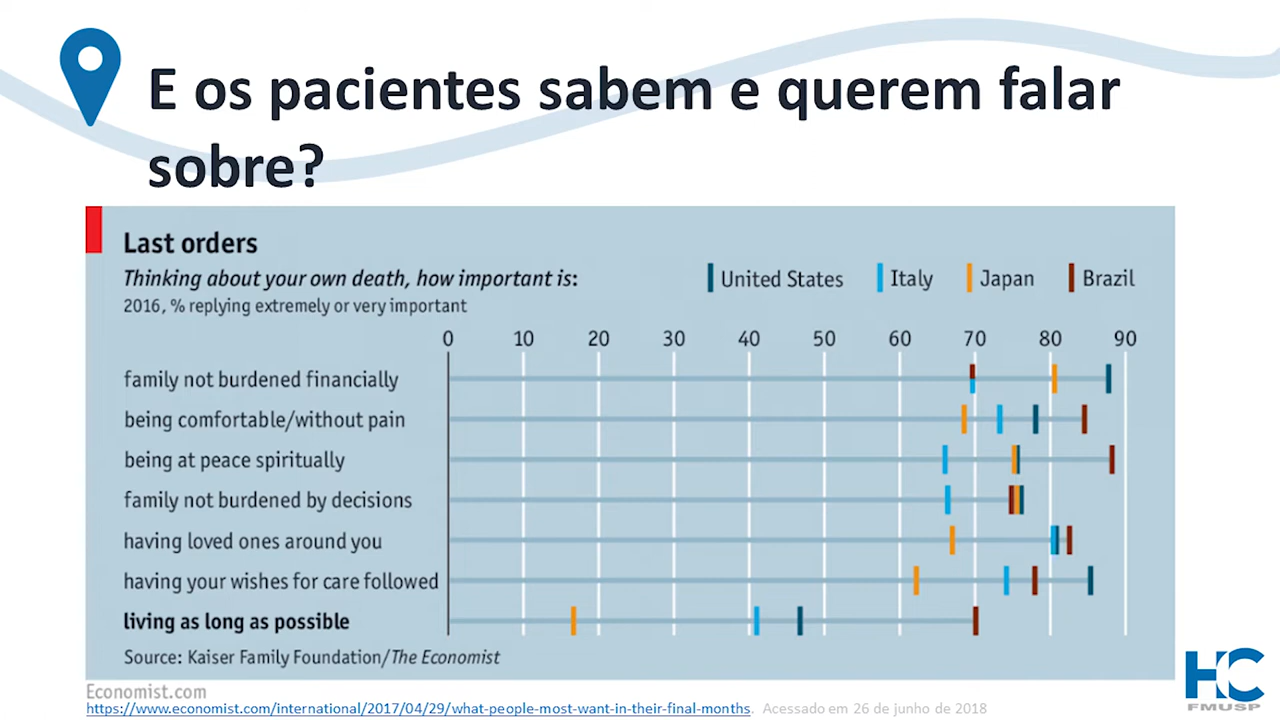 E os pacientes sabem e querem falar
sobre?
Last orders
Thinking about your own death, how important is:
2016, % replying extremely or very important
United States Italy Japan Brazil
0 10 20 30 40 50 60 70 80 90
family not burdened financially
being comfortable/without pain
being at peace spiritually
family not burdened by decisions
having loved ones around you
having your wishes for care followed
living as long as possible
Source: Kaiser Family Foundation/The Economist
Economist.com
https://www.economist.com/international/2017/04/29/what-people-most-want-in-their-final-months. Acessado em 26 de junho de 2018
HC
FMUSP